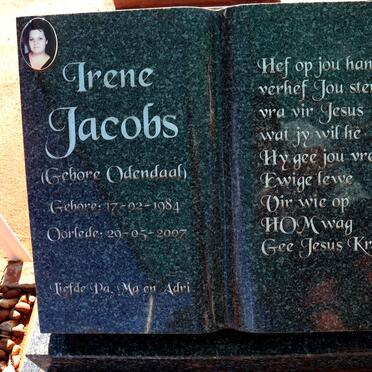 Irene
Jacobs
(Gebore Odendaal)
Gebore: 17-02-1984
Oorlede: 29-05-2007
Liefde Pa, Ma en Adri
Hef op jou han
verhef Jou ste
vra vir Jesus
wat jy wil he
Hy gee jou vre
Ewige lewe
Vir wie op
HOM wag
Gee Jesus Kr